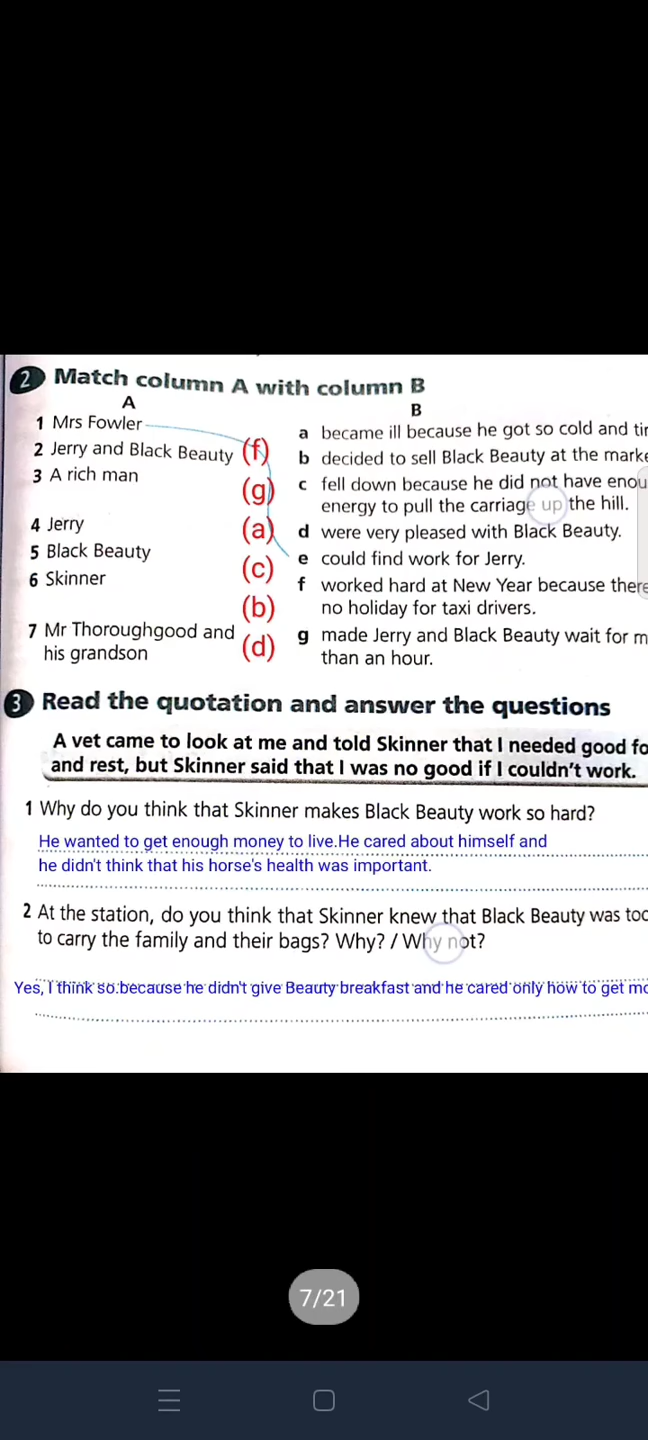 2 Match column A with column B
A
B
1 Mrs Fowler
2 Jerry and Black Beauty (f)
3 A rich man (g)
4 Jerry (a)
5 Black Beauty (c)
6 Skinner (b)
7 Mr Thoroughgood and (d)
his grandson
a became ill because he got so cold and
b decided to sell Black Beauty at the
c fell down because he did not have
energy to pull the carriage up the hill.
d were very pleased with Black Beauty.
e could find work for Jerry.
f worked hard at New Year because
no holiday for taxi drivers.
g made Jerry and Black Beauty wait for
than an hour.
3 Read the quotation and answer the questions
A vet came to look at me and told Skinner that I needed good
and rest, but Skinner said that I was no good if I couldn't work.
1 Why do you think that Skinner makes Black Beauty work so hard?
He wanted to get enough money to live.He cared about himself and
he didn't think that his horse's health was important.
2 At the station, do you think that Skinner knew that Black Beauty was
to carry the family and their bags? Why? / Why not?
Yes, I think so.because he didn't give Beauty breakfast and he cared only how to get
7/21